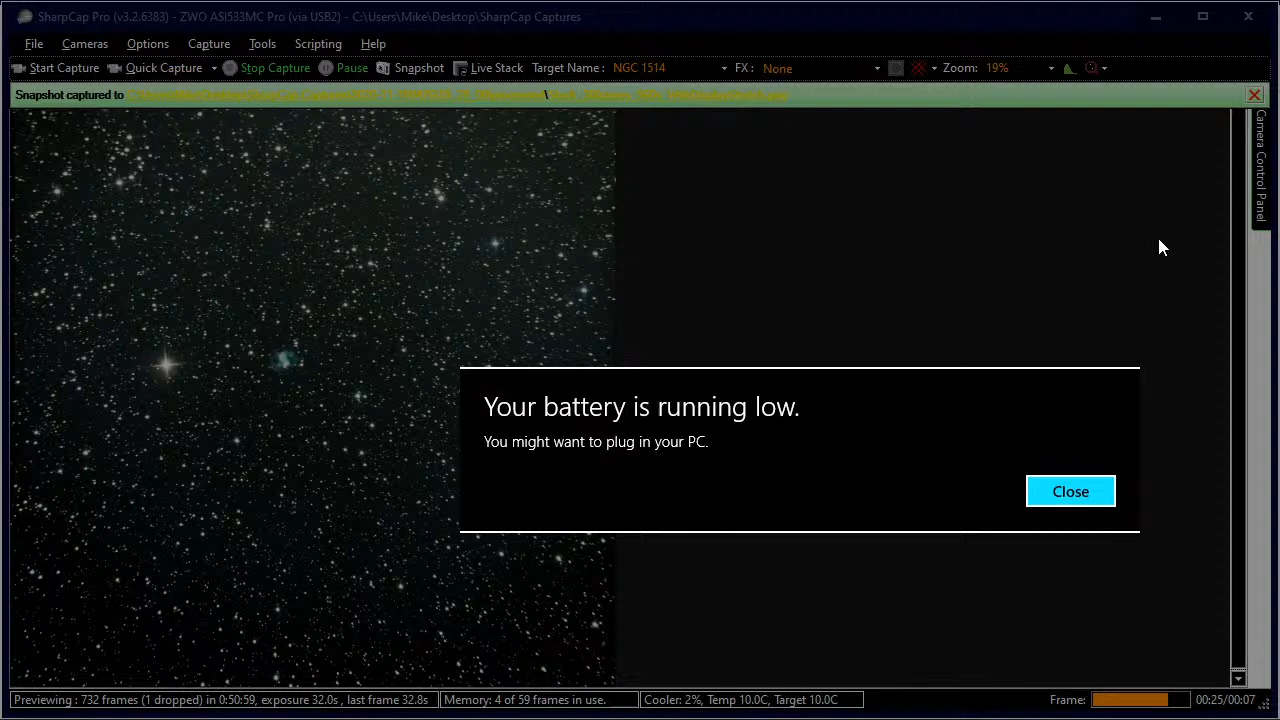 SharpCap Pro (v3.2.6383) - ZWO ASI533MC Pro (via USB2) - C:\Users\Mike\Desktop\SharpCap Captures
File Cameras Options Capture Tools Scripting Help
Start Capture Quick Capture Stop Capture Pause Snapshot Live Stack Target Name : NGC 1514 FX : None Zoom: 19%
Snapshot captured to
Camera Control Panel
Your battery is running low.
You might want to plug in your PC.
Close
Previewing : 732 frames (1 dropped) in 0:50:59, exposure 32.0s , last frame 32.8s Memory: 4 of 59 frames in use. Cooler: 2%, Temp 10.0C, Target 10.0C Frame: 00:25/00:07